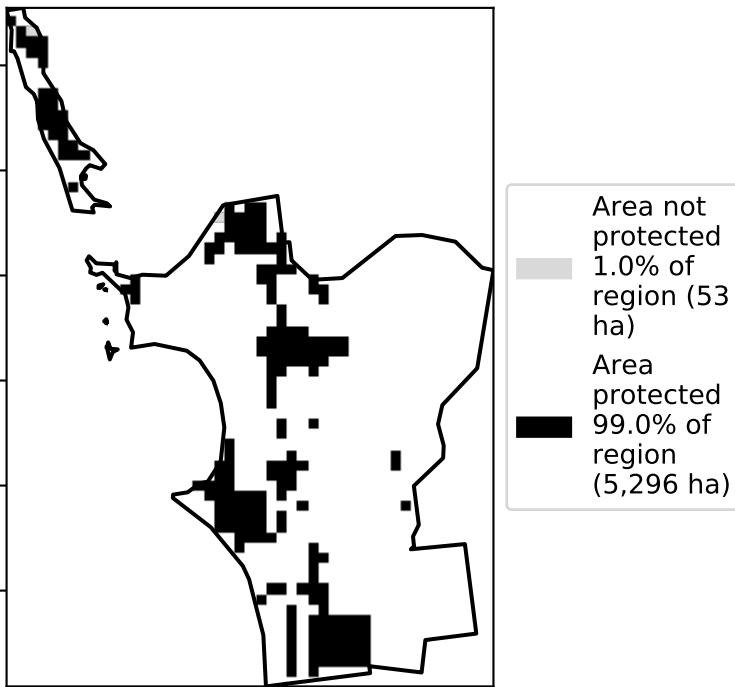 Area not
protected
1.0% of
region (53
ha)
Area
protected
99.0% of
region
(5,296 ha)